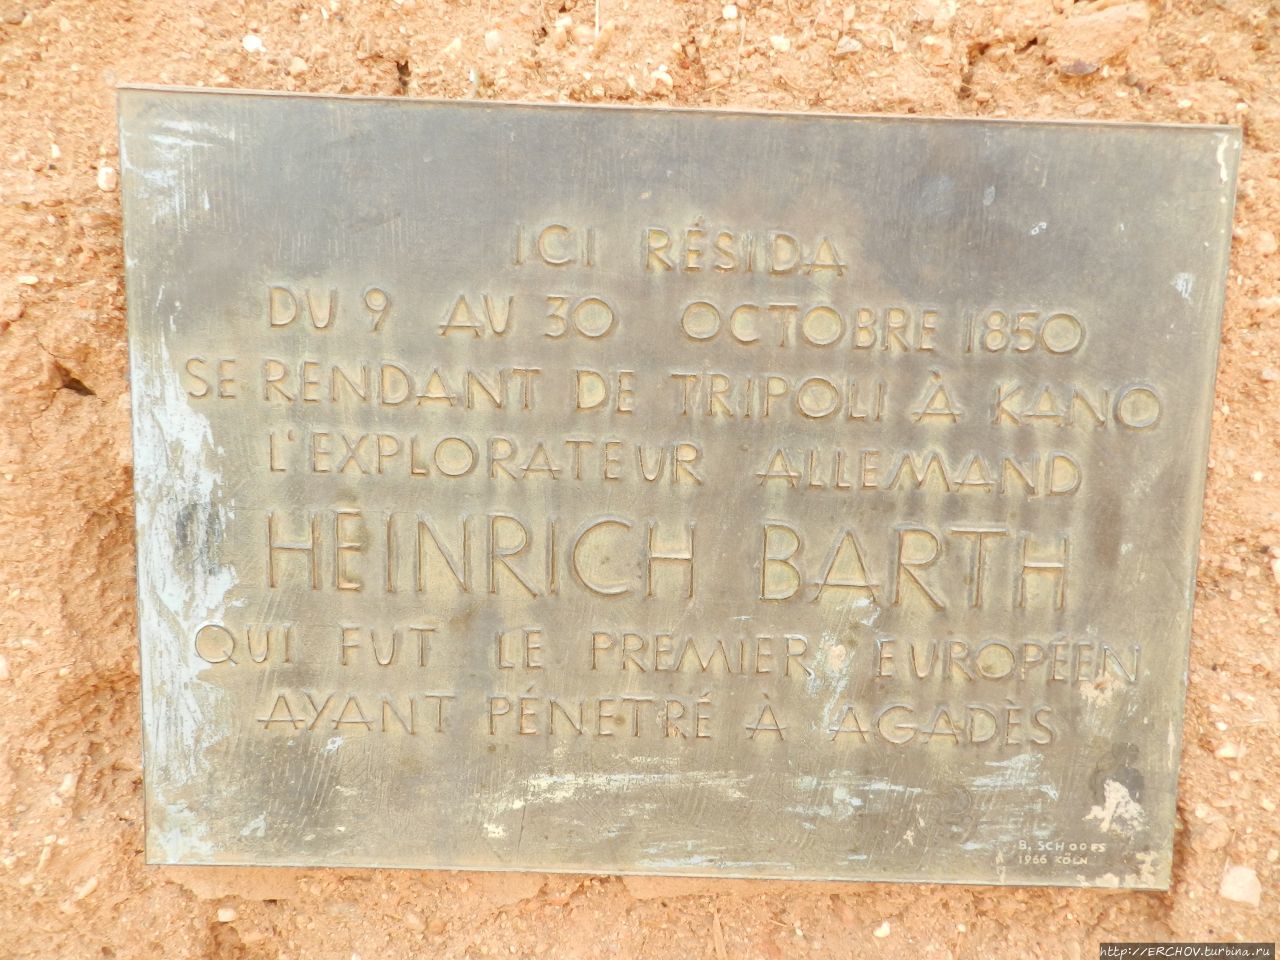 ICI RÉSIDA
DU 9 AU 30 OCTOBRE 1850
SE RENDANT DE TRIPOLI À KANO
L'EXPLORATEUR ALLEMAND
HEINRICH BARTH
QUI FUT LE PREMIER EUROPÉEN
AYANT PÉNETRÉ À AGADÈS
B. SCHOOFS
1966 KÖLN
http://ERCHOV.turbina.ru